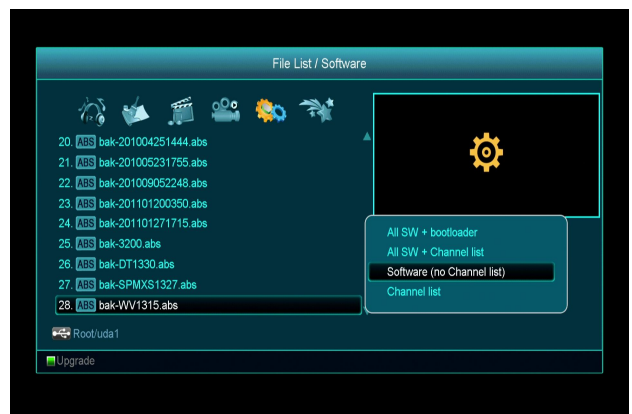 File List / Software
20. ABS bak-201004251444.abs
21. ABS bak-201005231755.abs
22. ABS bak-201009052248.abs
23. ABS bak-201101200350.abs
24. ABS bak-201101271715.abs
25. ABS bak-3200.abs
26. ABS bak-DT1330.abs
27. ABS bak-SPMXS1327.abs
28. ABS bak-WV1315.abs
All SW + bootloader
All SW + Channel list
Software (no Channel list)
Channel list
Root/uda1
Upgrade